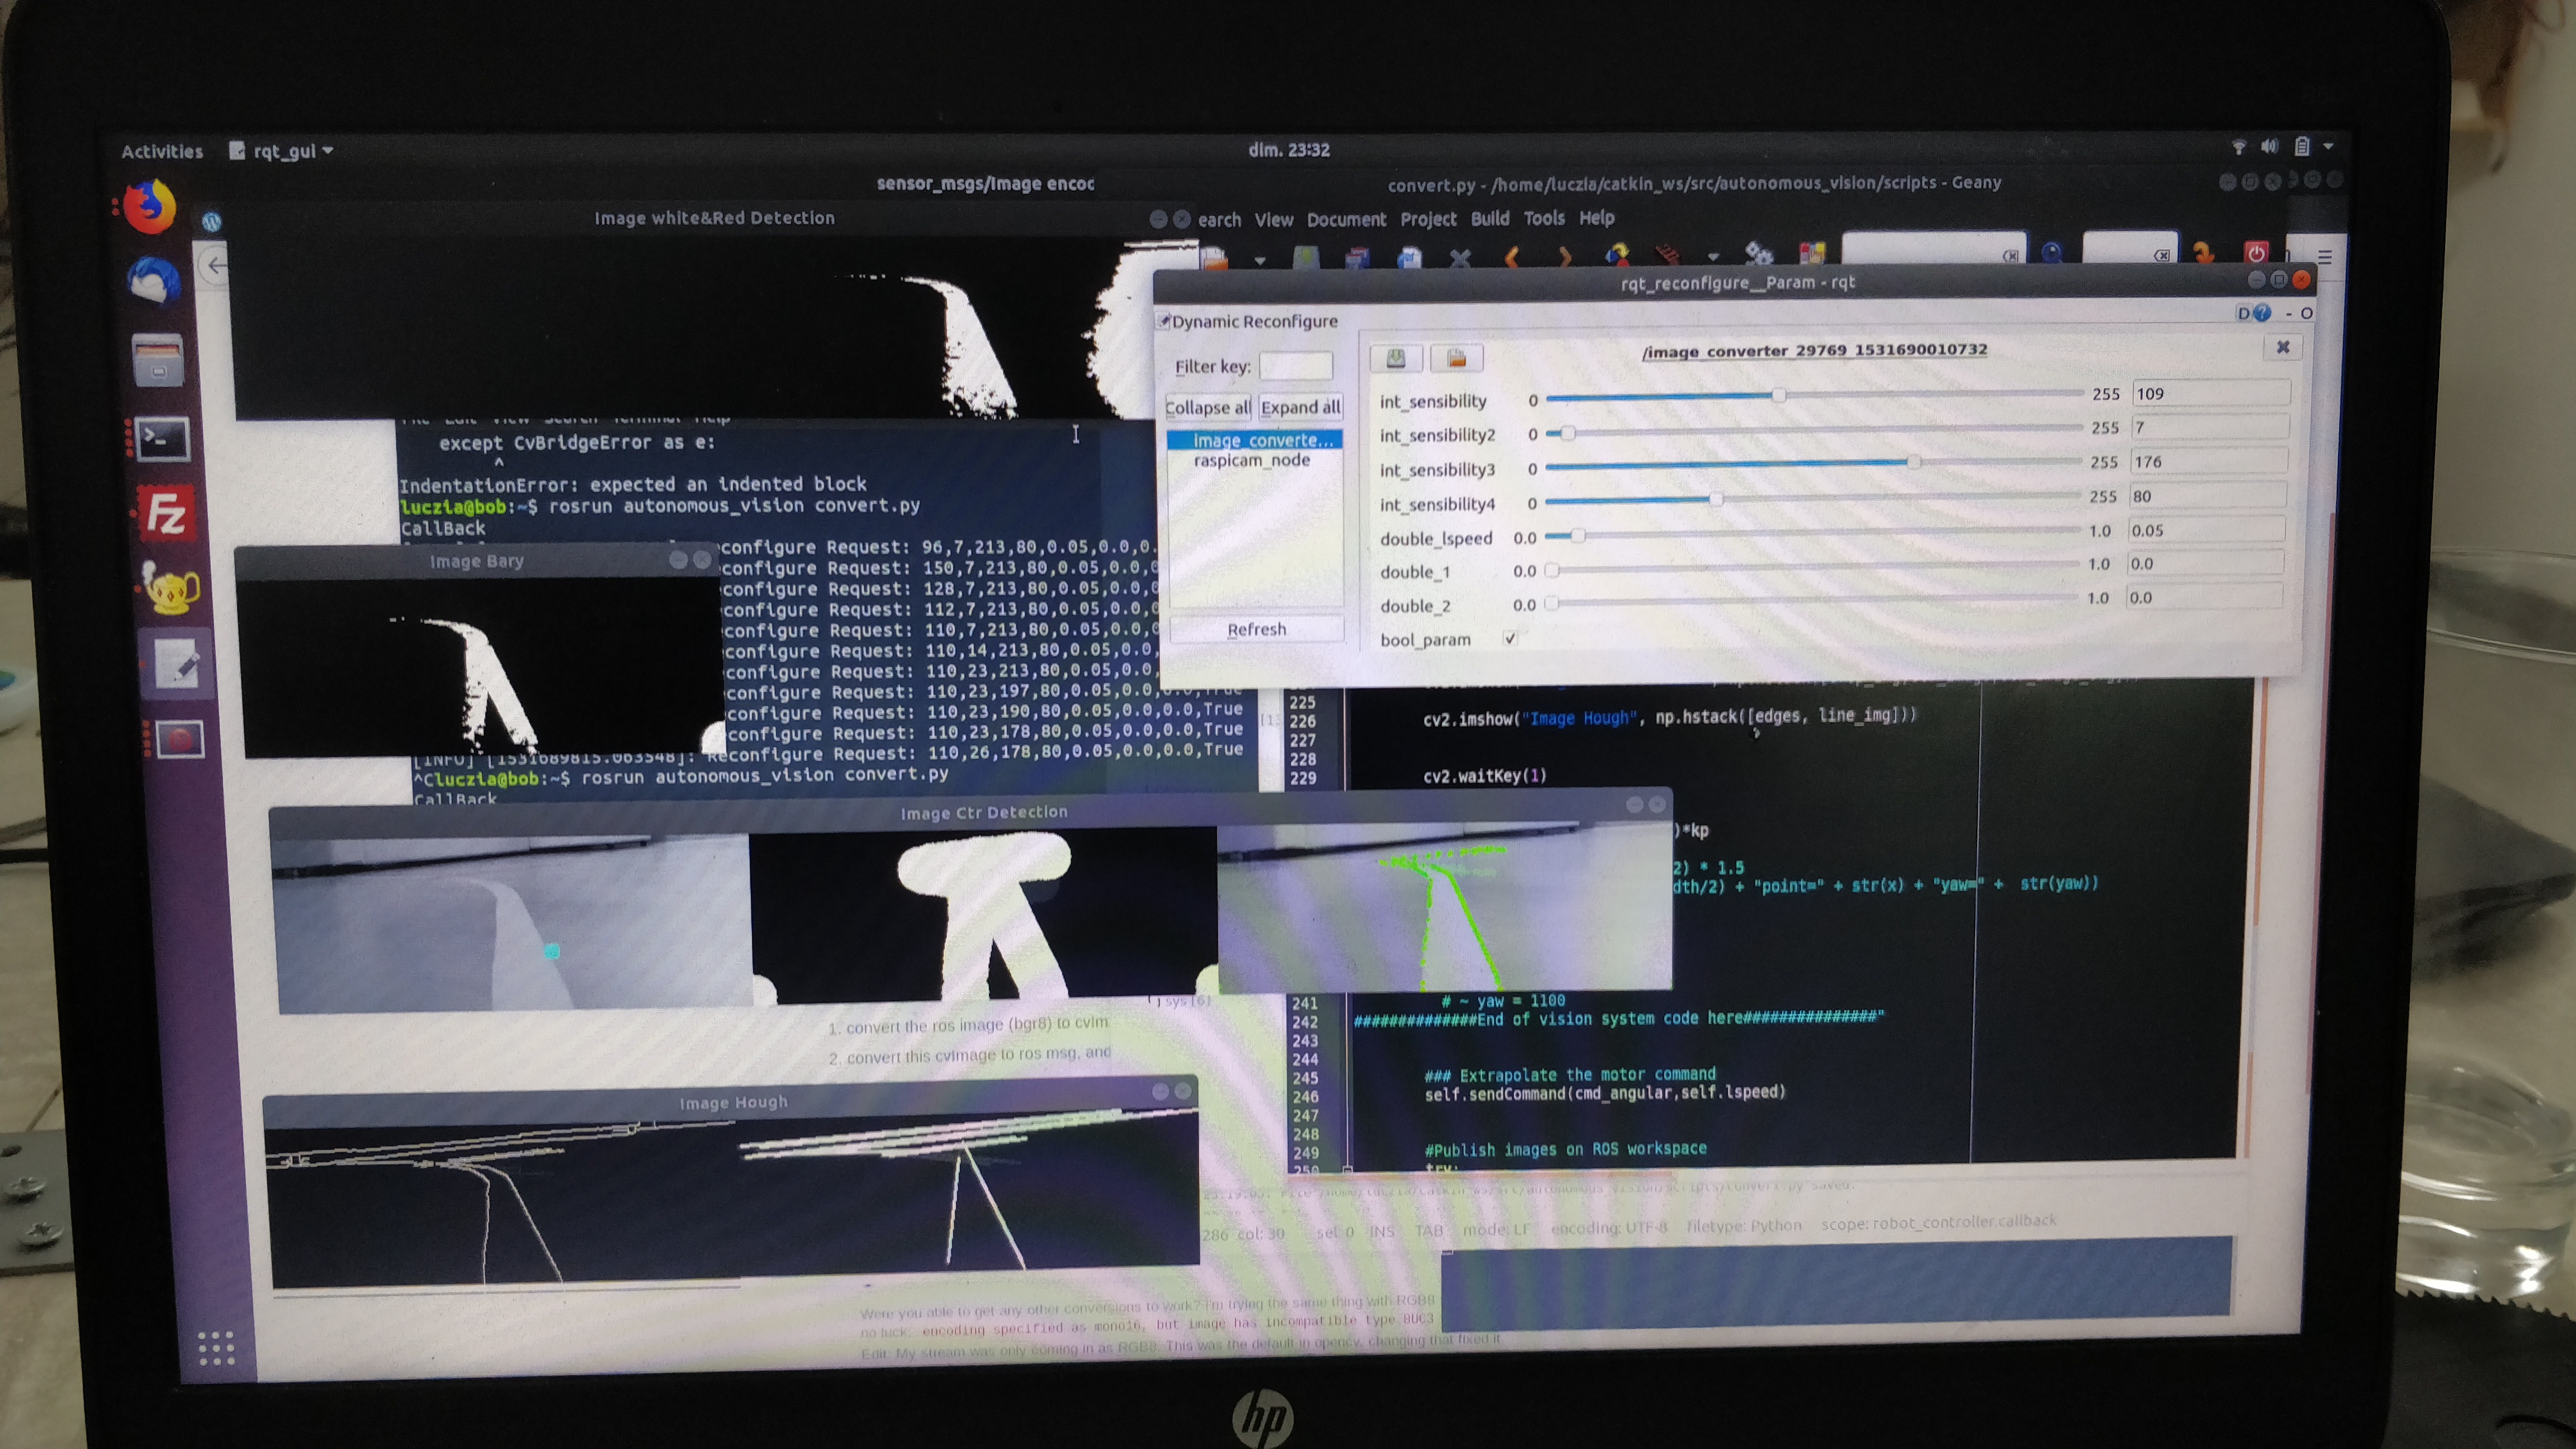 Activities
rqt_gui
dim. 23:32
sensor_msgs/Image encoc
convert.py - /home/luczia/catkin_ws/src/autonomous_vision/scripts - Geany
Image white&Red Detection
earch View Document Project Build Tools Help
rqt_reconfigure__Param - rqt
Dynamic Reconfigure
D - O
Filter key:
Collapse all Expand all
image_converte...
raspicam_node
Refresh
/image_converter_29769_1531690010732
int_sensibility 0 255 109
int_sensibility2 0 255 7
int_sensibility3 0 255 176
int_sensibility4 0 255 80
double_lspeed 0.0 1.0 0.05
double_1 0.0 1.0 0.0
double_2 0.0 1.0 0.0
bool_param ✓
except CvBridgeError as e:
^
IndentationError: expected an indented block
luczia@bob:~$ rosrun autonomous_vision convert.py
CallBack
configure Request: 96,7,213,80,0.05,0.0,0.
configure Request: 150,7,213,80,0.05,0.0,0
configure Request: 128,7,213,80,0.05,0.0,0
configure Request: 112,7,213,80,0.05,0.0,0
configure Request: 110,7,213,80,0.05,0.0,0
configure Request: 110,14,213,80,0.05,0.0,
configure Request: 110,23,213,80,0.05,0.0,
configure Request: 110,23,197,80,0.05,0.0,0.0,True
configure Request: 110,23,190,80,0.05,0.0,0.0,True
configure Request: 110,23,178,80,0.05,0.0,0.0,True
configure Request: 110,26,178,80,0.05,0.0,0.0,True
[INFO] [1531689815.063548]: Reconfigure Request:
^Cluczia@bob:~$ rosrun autonomous_vision convert.py
CallBack
Image Bary
225
226 cv2.imshow("Image Hough", np.hstack([edges, line_img]))
227
228
229 cv2.waitKey(1)
)*kp
2) * 1.5
dth/2) + "point=" + str(x) + "yaw=" + str(yaw))
Image Ctr Detection
241 # ~ yaw = 1100
242 ##############End of vision system code here###############"
243
244
245 ### Extrapolate the motor command
246 self.sendCommand(cmd_angular,self.lspeed)
247
248
249 #Publish images on ROS workspace
250 try:
1. convert the ros image (bgr8) to cvIm
2. convert this cvImage to ros msg, and
Image Hough
286 col: 30 sel: 0 INS TAB mode: LF encoding: UTF-8 filetype: Python scope: robot_controller.callback
Were you able to get any other conversions to work? I'm trying the same thing with RGB8
no luck: encoding specified as mono16, but image has incompatible type 8UC3
Edit: My stream was only coming in as RGB8. This was the default in opencv, changing that fixed it.
hp